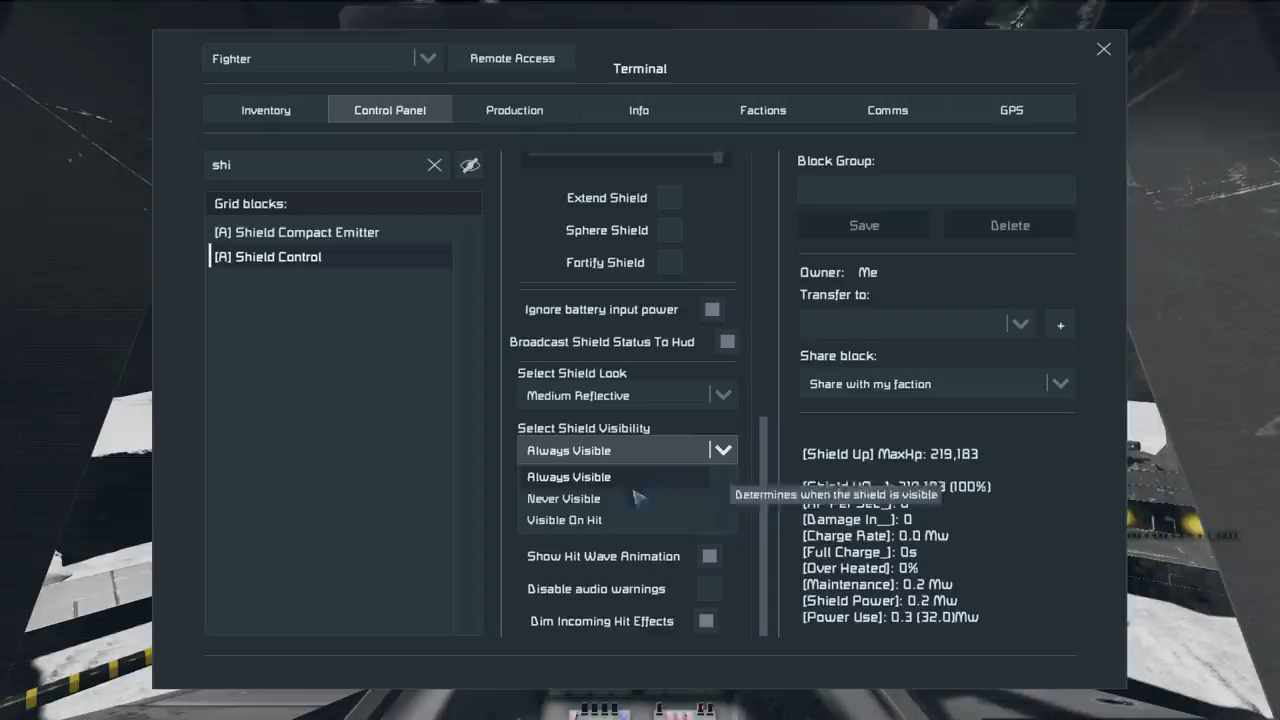 Fighter
Remote Access
Terminal
Inventory
Control Panel
Production
Info
Factions
Comms
GPS
shi
Grid blocks:
[A] Shield Compact Emitter
[A] Shield Control
Extend Shield
Sphere Shield
Fortify Shield
Ignore battery input power
Broadcast Shield Status To Hud
Select Shield Look
Medium Reflective
Select Shield Visibility
Always Visible
Always Visible
Never Visible
Visible On Hit
Determines when the shield is visible
Show Hit Wave Animation
Disable audio warnings
Dim Incoming Hit Effects
Block Group:
Save
Delete
Owner: Me
Transfer to:
+
Share block:
Share with my faction
[Shield Up] MaxHp: 219,183
(100%)
[Damage In__]: 0
[Charge Rate]: 0.0 Mw
[Full Charge_]: 0s
[Over Heated]: 0%
[Maintenance]: 0.2 Mw
[Shield Power]: 0.2 Mw
[Power Use]: 0.3 (32.0)Mw